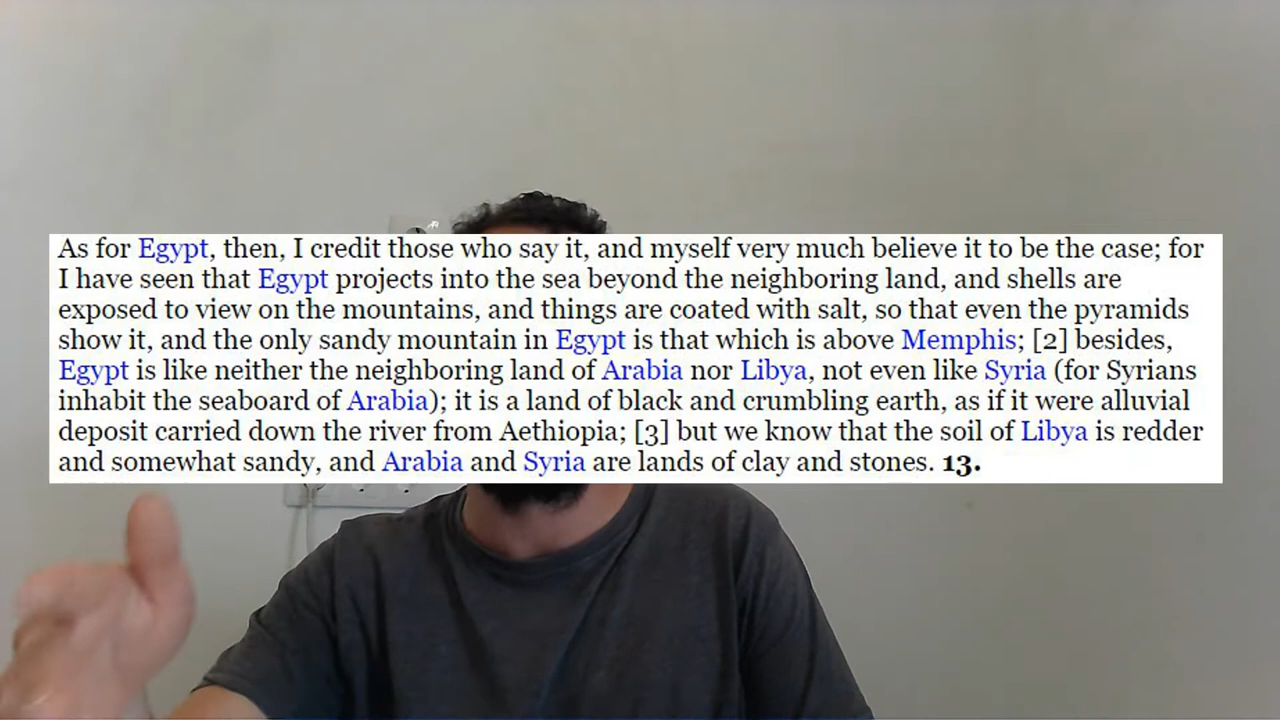 As for Egypt, then, I credit those who say it, and myself very much believe it to be the case; for
I have seen that Egypt projects into the sea beyond the neighboring land, and shells are
exposed to view on the mountains, and things are coated with salt, so that even the pyramids
show it, and the only sandy mountain in Egypt is that which is above Memphis; [2] besides,
Egypt is like neither the neighboring land of Arabia nor Libya, not even like Syria (for Syrians
inhabit the seaboard of Arabia); it is a land of black and crumbling earth, as if it were alluvial
deposit carried down the river from Aethiopia; [3] but we know that the soil of Libya is redder
and somewhat sandy, and Arabia and Syria are lands of clay and stones. 13.